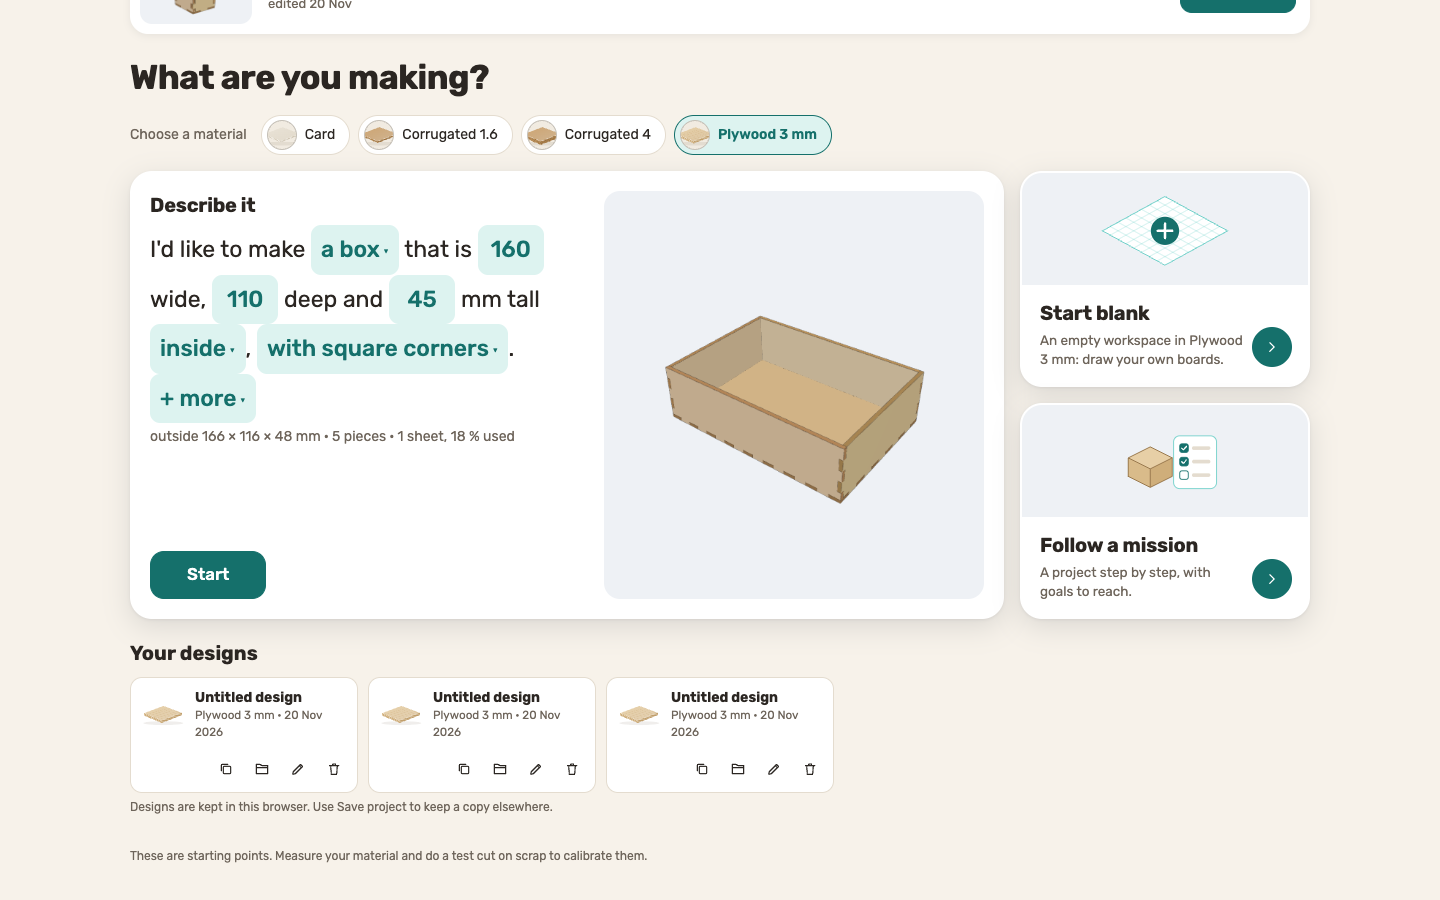 edited 20 Nov
What are you making?
Choose a material
Card
Corrugated 1.6
Corrugated 4
Plywood 3 mm
Describe it
I'd like to make a box that is 160
wide, 110 deep and 45 mm tall
inside , with square corners .
+ more
outside 166 × 116 × 48 mm • 5 pieces • 1 sheet, 18 % used
Start
Start blank
An empty workspace in Plywood
3 mm: draw your own boards.
Follow a mission
A project step by step, with
goals to reach.
Your designs
Untitled design
Plywood 3 mm • 20 Nov
2026
Untitled design
Plywood 3 mm • 20 Nov
2026
Untitled design
Plywood 3 mm • 20 Nov
2026
Designs are kept in this browser. Use Save project to keep a copy elsewhere.
These are starting points. Measure your material and do a test cut on scrap to calibrate them.